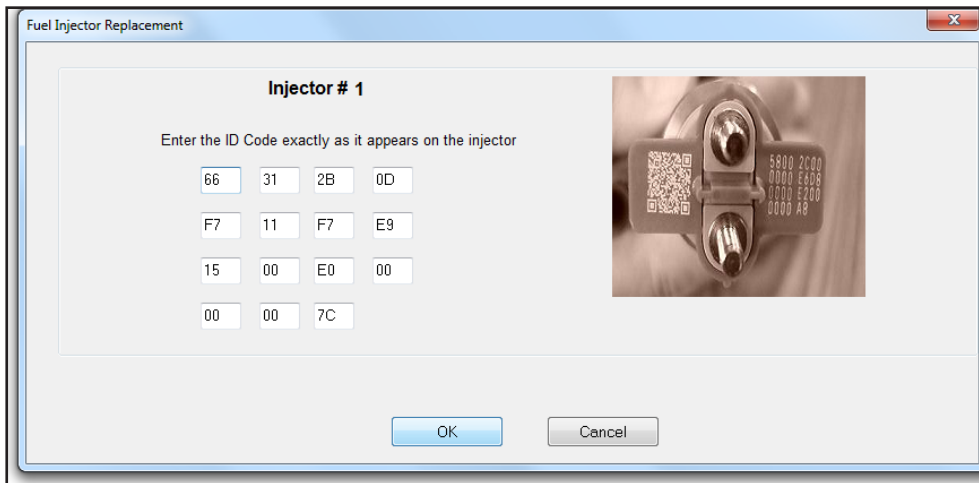 Fuel Injector Replacement
X
Injector # 1
Enter the ID Code exactly as it appears on the injector
66 31 2B 0D
F7 11 F7 E9
15 00 E0 00
00 00 7C
5800 2C00
0000 E6D8
0000 E200
0000 A8
OK Cancel